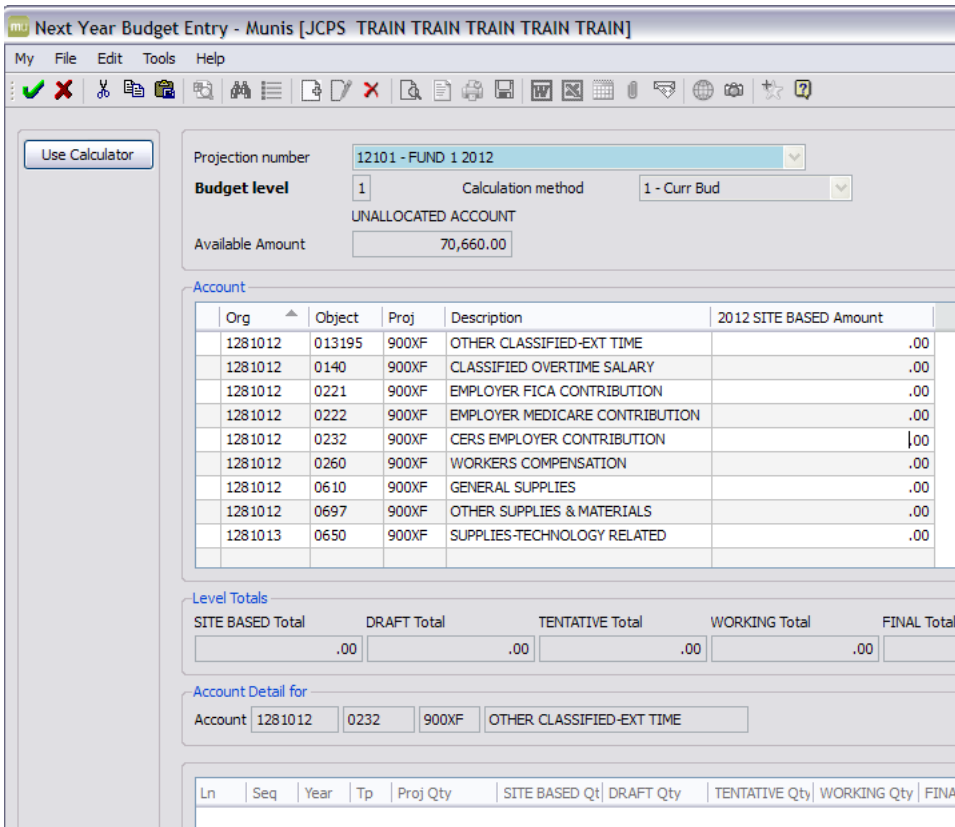 mu Next Year Budget Entry - Munis [JCPS TRAIN TRAIN TRAIN TRAIN TRAIN]
My File Edit Tools Help
Use Calculator
Projection number 12101 - FUND 1 2012
Budget level 1 Calculation method 1 - Curr Bud
UNALLOCATED ACCOUNT
Available Amount 70,660.00
Account
Org Object Proj Description 2012 SITE BASED Amount
1281012 013195 900XF OTHER CLASSIFIED-EXT TIME .00
1281012 0140 900XF CLASSIFIED OVERTIME SALARY .00
1281012 0221 900XF EMPLOYER FICA CONTRIBUTION .00
1281012 0222 900XF EMPLOYER MEDICARE CONTRIBUTION .00
1281012 0232 900XF CERS EMPLOYER CONTRIBUTION .00
1281012 0260 900XF WORKERS COMPENSATION .00
1281012 0610 900XF GENERAL SUPPLIES .00
1281012 0697 900XF OTHER SUPPLIES & MATERIALS .00
1281013 0650 900XF SUPPLIES-TECHNOLOGY RELATED .00
Level Totals
SITE BASED Total DRAFT Total TENTATIVE Total WORKING Total FINAL Total
.00 .00 .00 .00
Account Detail for
Account 1281012 0232 900XF OTHER CLASSIFIED-EXT TIME
Ln Seq Year Tp Proj Qty SITE BASED Qt DRAFT Qty TENTATIVE Qty WORKING Qty FINA